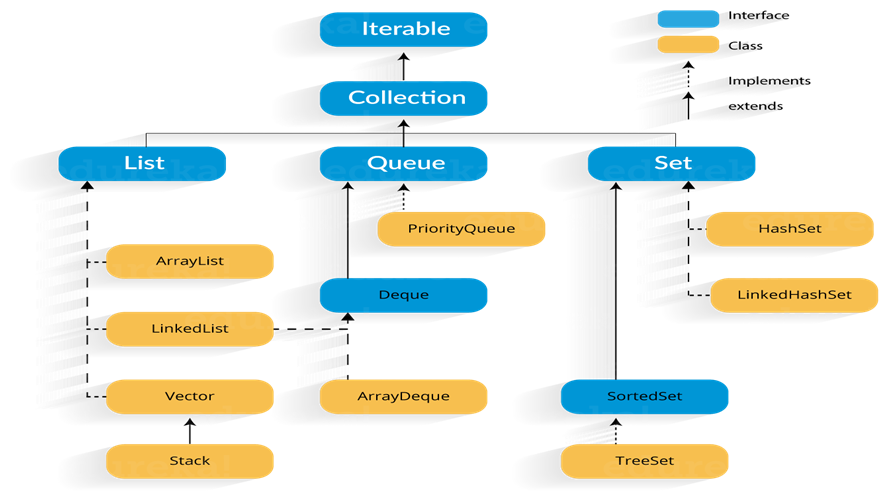 Iterable
Interface
Class
Collection
Implements
extends
List
Queue
Set
PriorityQueue
HashSet
ArrayList
Deque
LinkedHashSet
LinkedList
Vector
ArrayDeque
SortedSet
Stack
TreeSet